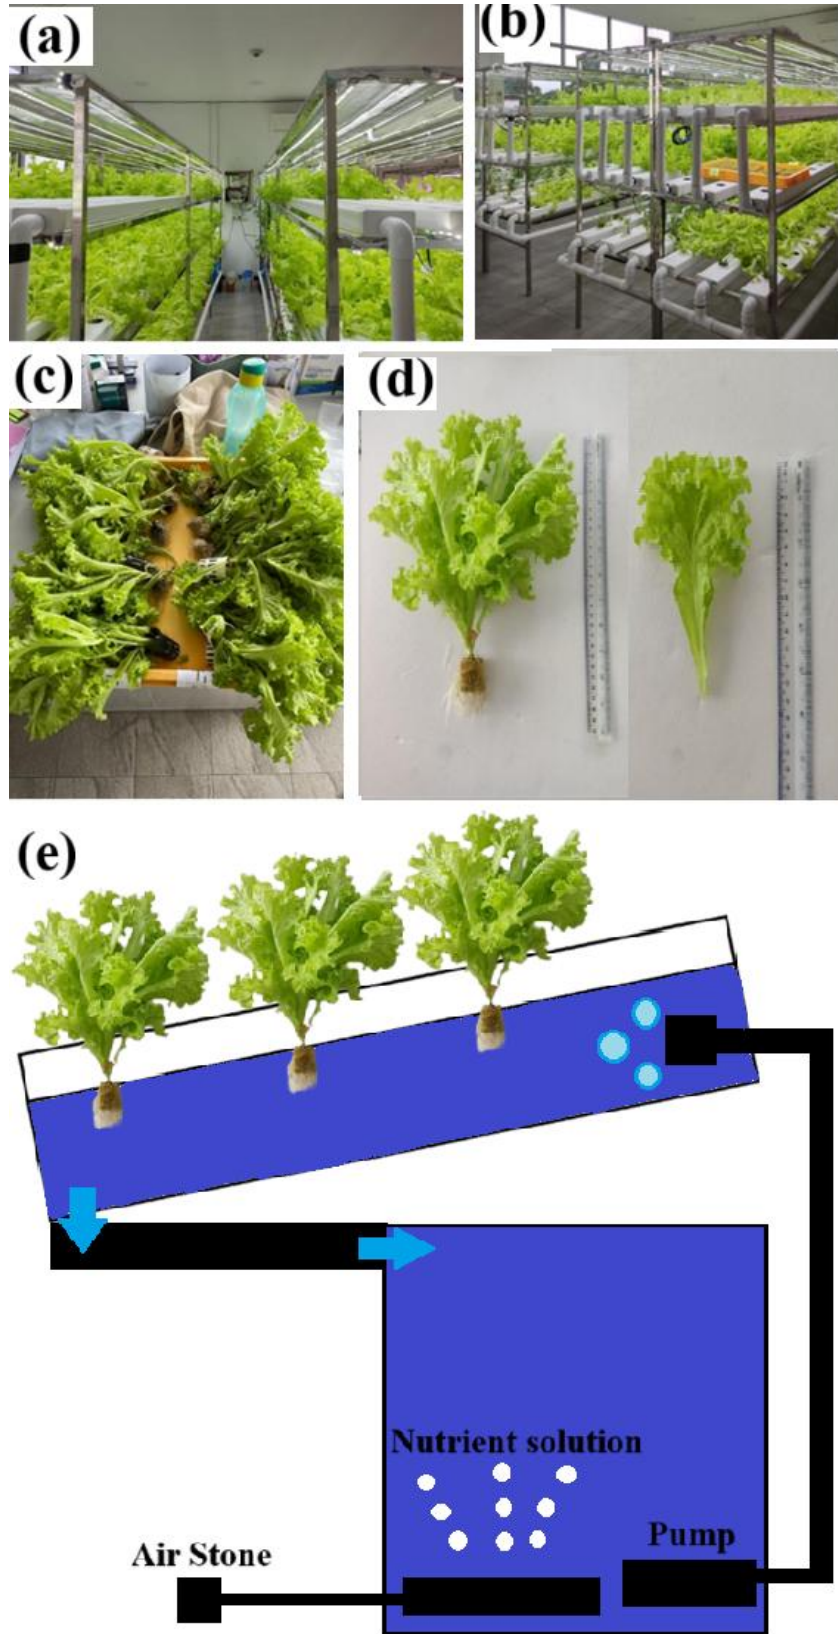 (a)
(b)
(c)
(d)
(e)
Nutrient solution
Air Stone
Pump